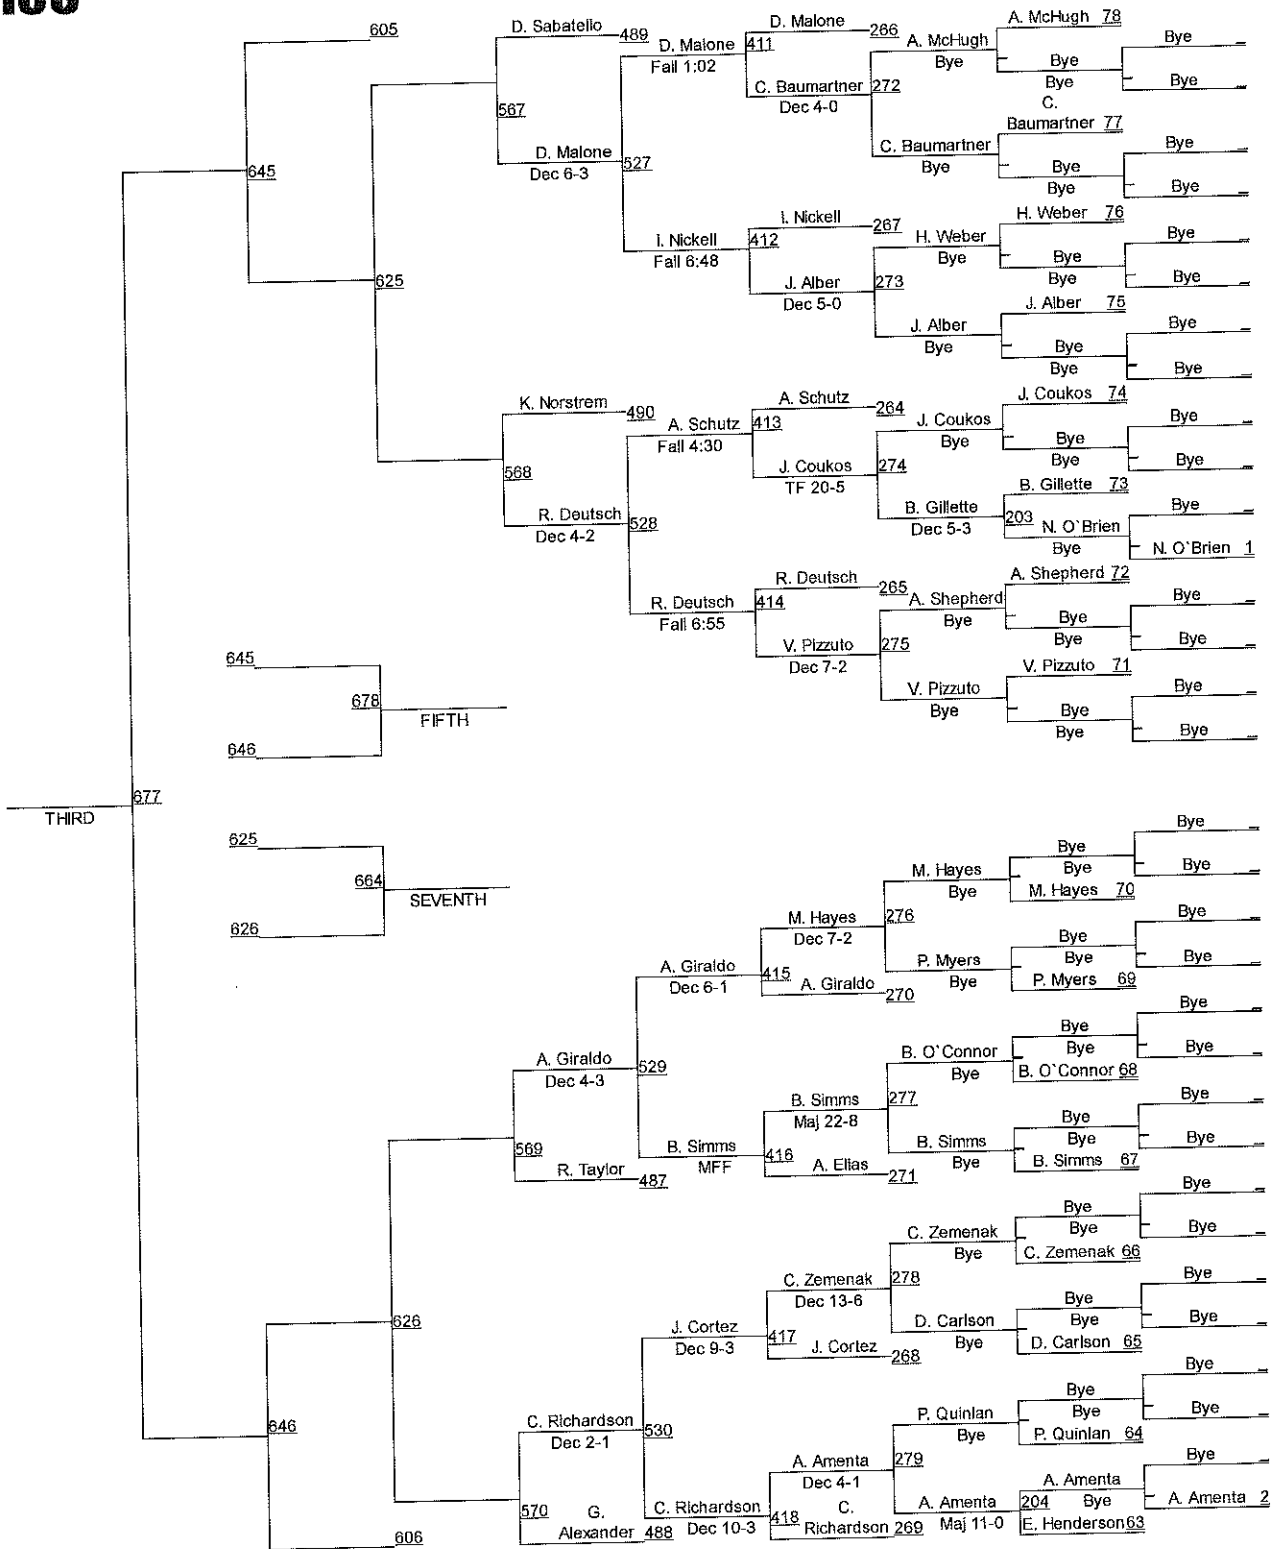 605
D. Sabatello 489
D. Malone
Fall 1:02
411
D. Malone 266
A. McHugh
Bye
A. McHugh 78
Bye
Bye
Bye
Bye
C. Baumartner
Dec 4-0
272
C.
Baumartner 77
567
D. Malone
Dec 6-3
527
C. Baumartner
Bye
Bye
Bye
Bye
Bye
645
I. Nickell
Fall 6:48
412
I. Nickell 267
H. Weber
Bye
H. Weber 76
Bye
Bye
Bye
Bye
625
J. Alber
Dec 5-0
273
J. Alber
Bye
J. Alber 75
Bye
Bye
Bye
Bye
K. Norstrem 490
A. Schutz
Fall 4:30
413
A. Schutz 264
J. Coukos
Bye
J. Coukos 74
Bye
Bye
Bye
Bye
568
J. Coukos
TF 20-5
274
B. Gillette
Dec 5-3
B. Gillette 73
203
N. O`Brien
Bye
Bye
N. O`Brien 1
R. Deutsch
Dec 4-2
528
R. Deutsch
Fall 6:55
414
R. Deutsch 265
A. Shepherd
Bye
A. Shepherd 72
Bye
Bye
Bye
Bye
V. Pizzuto
Dec 7-2
275
V. Pizzuto
Bye
V. Pizzuto 71
Bye
Bye
Bye
Bye
645
678
FIFTH
646
677
THIRD
625
664
SEVENTH
626
M. Hayes
Dec 7-2
276
M. Hayes
Bye
Bye
Bye
M. Hayes 70
Bye
Bye
A. Giraldo
Dec 6-1
415
A. Giraldo 270
P. Myers
Bye
Bye
Bye
P. Myers 69
Bye
Bye
A. Giraldo
Dec 4-3
529
B. O`Connor
Bye
Bye
Bye
B. O`Connor 68
Bye
Bye
569
R. Taylor 487
B. Simms
MFF
416
B. Simms
Maj 22-8
277
A. Elias 271
B. Simms
Bye
Bye
Bye
B. Simms 67
Bye
Bye
626
J. Cortez
Dec 9-3
417
C. Zemenak
Dec 13-6
278
J. Cortez 268
C. Zemenak
Bye
Bye
Bye
C. Zemenak 66
Bye
Bye
D. Carlson
Bye
Bye
Bye
D. Carlson 65
Bye
Bye
646
C. Richardson
Dec 2-1
530
P. Quinlan
Bye
Bye
Bye
P. Quinlan 64
Bye
Bye
570
G.
Alexander 488
C. Richardson
Dec 10-3
418
A. Amenta
Dec 4-1
279
C.
Richardson 269
A. Amenta
Maj 11-0
204
A. Amenta
Bye
E. Henderson 63
Bye
A. Amenta 2
606